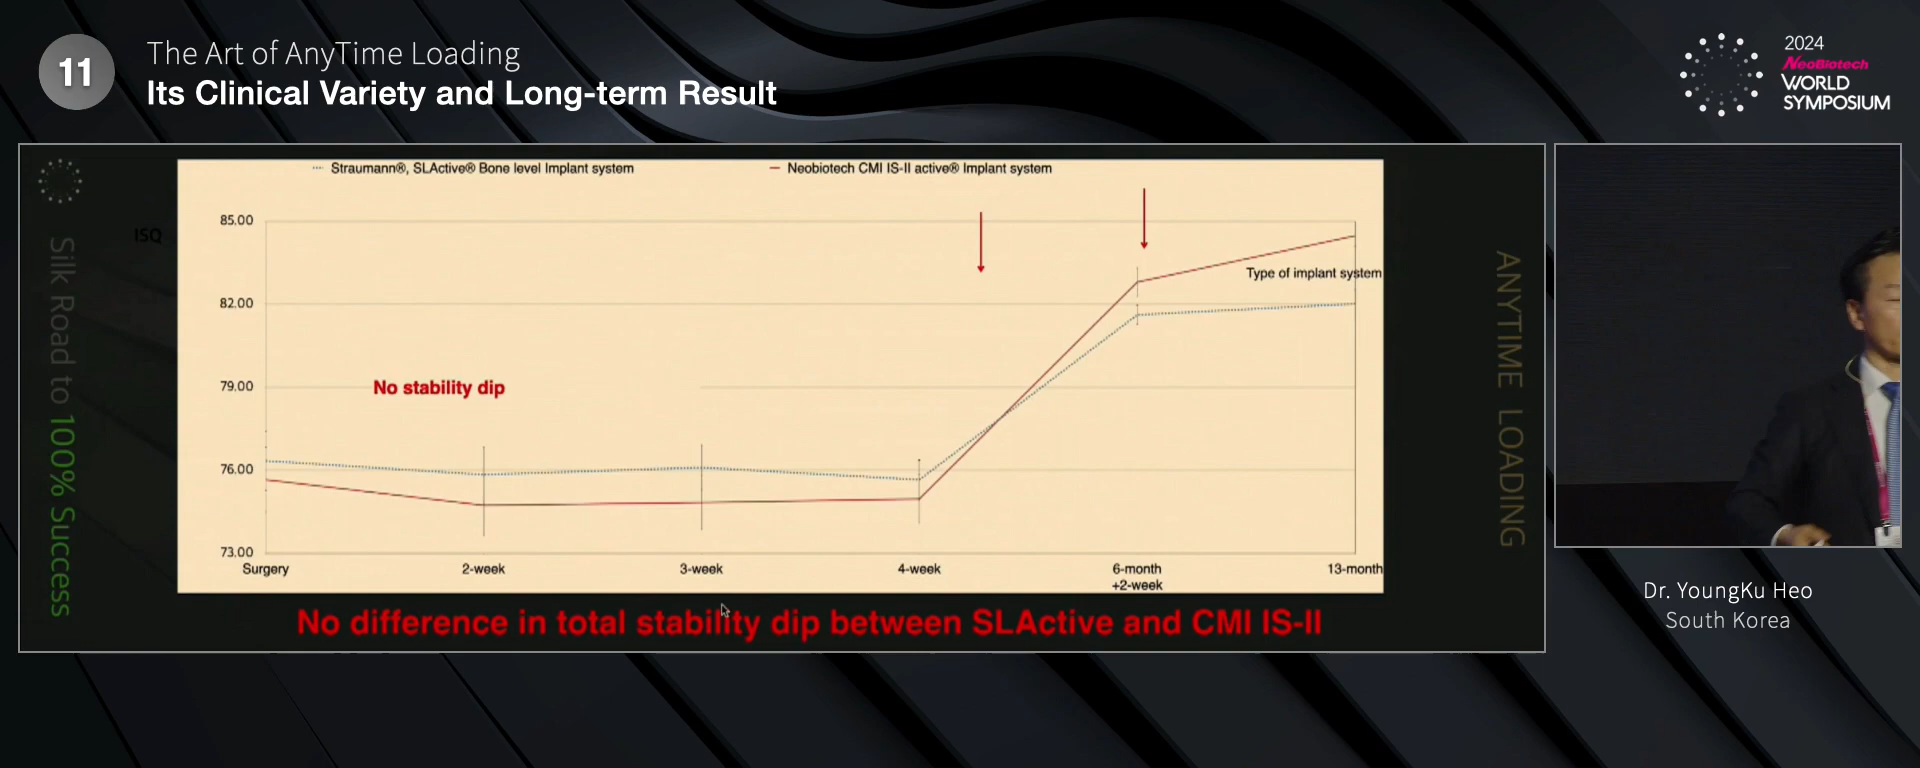 11
The Art of AnyTime Loading
Its Clinical Variety and Long-term Result
2024
NeoBiotech
WORLD
SYMPOSIUM
Silk Road to 100% Success
ISQ
Straumann®, SLActive® Bone level Implant system
Neobiotech CMI IS-II active® Implant system
85.00
82.00
79.00
76.00
73.00
Type of implant system
No stability dip
Surgery
2-week
3-week
4-week
6-month
+2-week
13-month
No difference in total stability dip between SLActive and CMI IS-II
ANYTIME LOADING
Dr. YoungKu Heo
South Korea